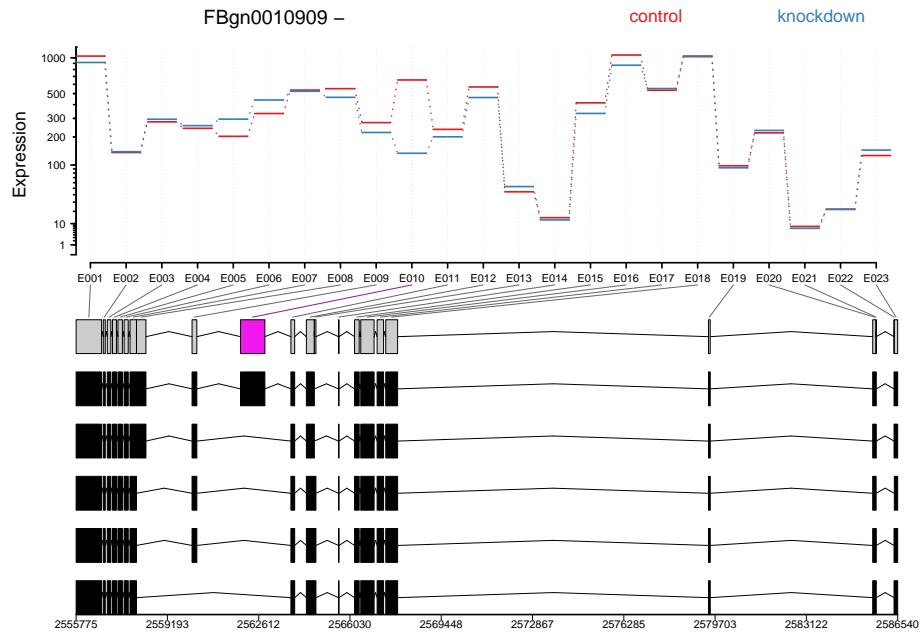 FBgn0010909 − control knockdown
Expression
1000
500
300
200
100
10
1
E001 E002 E003 E004 E005 E006 E007 E008 E009 E010 E011 E012 E013 E014 E015 E016 E017 E018 E019 E020 E021 E022 E023
2555775 2559193 2562612 2566030 2569448 2572867 2576285 2579703 2583122 2586540